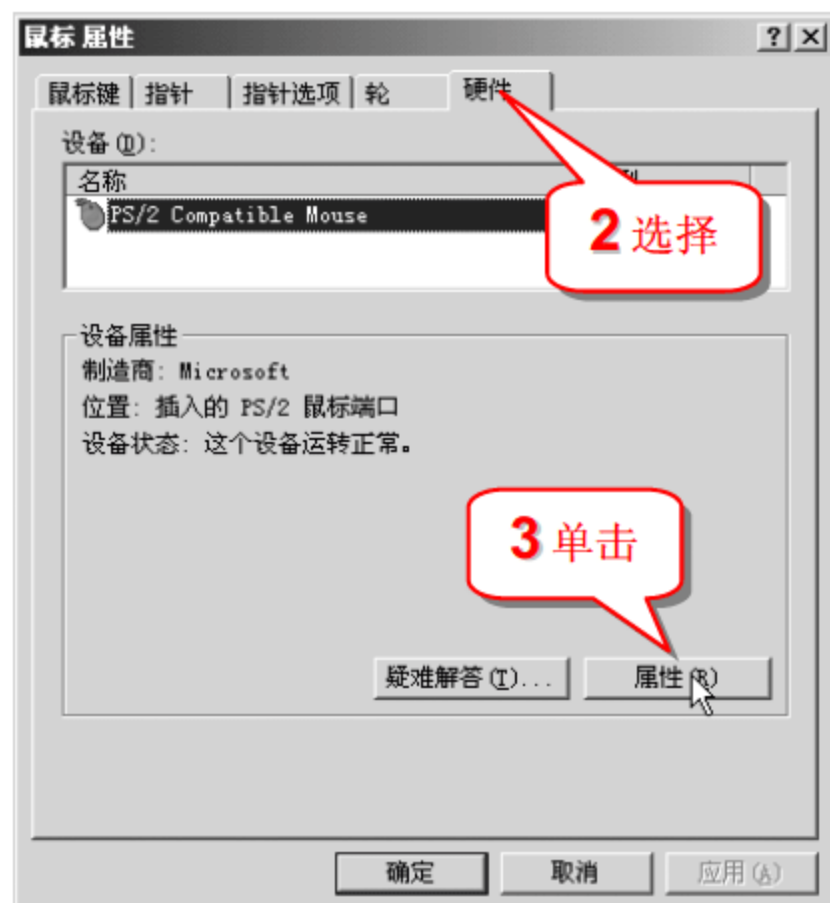 鼠标 属性
鼠标键 指针 指针选项 轮 硬件
设备(D):
名称
PS/2 Compatible Mouse
2 选择
设备属性
制造商: Microsoft
位置: 插入的 PS/2 鼠标端口
设备状态: 这个设备运转正常。
3 单击
疑难解答(T)... 属性(R)
确定 取消 应用(A)